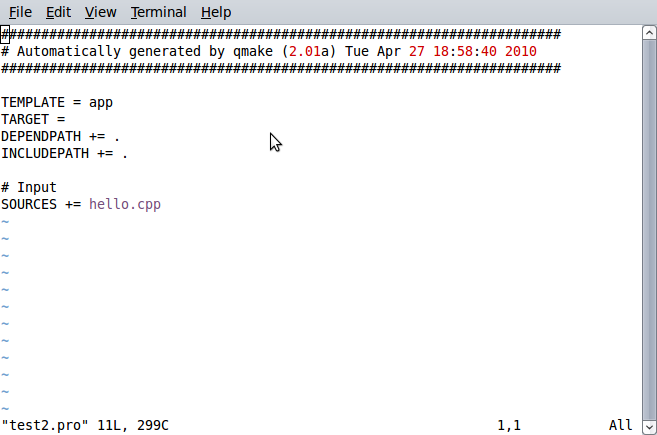 File Edit View Terminal Help
######################################################################
# Automatically generated by qmake (2.01a) Tue Apr 27 18:58:40 2010
######################################################################
TEMPLATE = app
TARGET =
DEPENDPATH += .
INCLUDEPATH += .
# Input
SOURCES += hello.cpp
~
~
~
~
~
~
~
~
~
~
~
~
"test2.pro" 11L, 299C 1,1 All